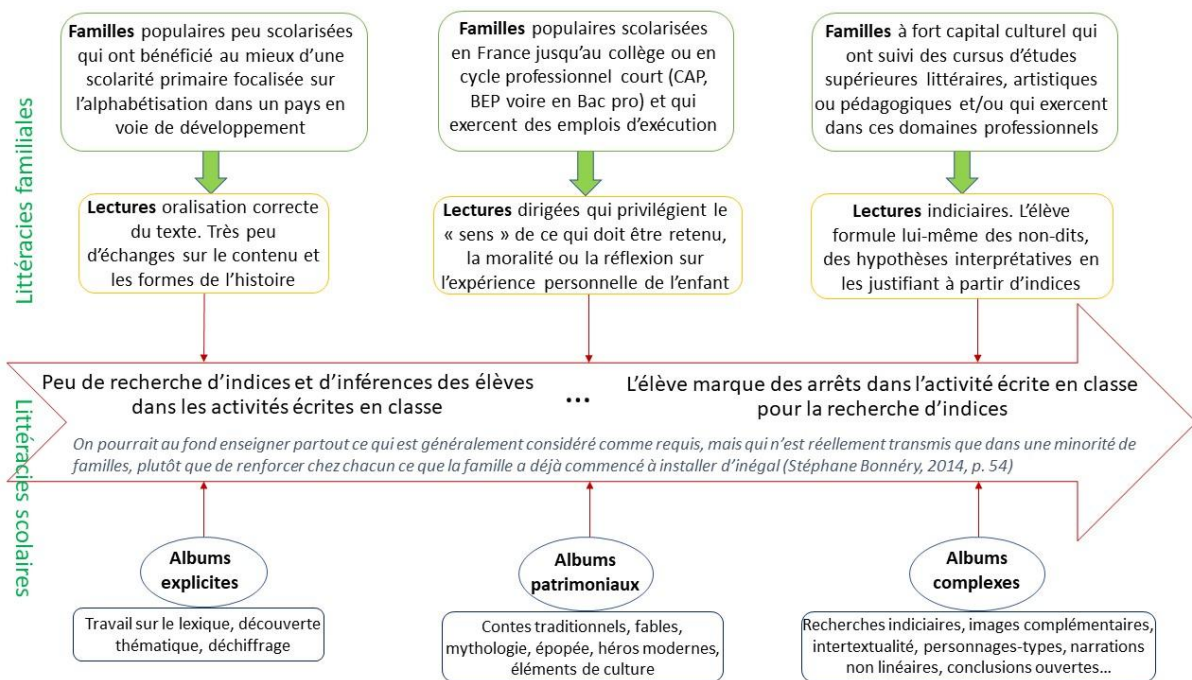 Littéracies familiales
Familles populaires peu scolarisées
qui ont bénéficié au mieux d’une
scolarité primaire focalisée sur
l’alphabétisation dans un pays en
voie de développement
Familles populaires scolarisées
en France jusqu’au collège ou en
cycle professionnel court (CAP,
BEP voire en Bac pro) et qui
exercent des emplois d’exécution
Familles à fort capital culturel qui
ont suivi des cursus d’études
supérieures littéraires, artistiques
ou pédagogiques et/ou qui exercent
dans ces domaines professionnels
Lectures oralisation correcte
du texte. Très peu
d’échanges sur le contenu et
les formes de l’histoire
Lectures dirigées qui privilégient le
« sens » de ce qui doit être retenu,
la moralité ou la réflexion sur
l’expérience personnelle de l’enfant
Lectures indiciaires. L’élève
formule lui-même des non-dits,
des hypothèses interprétatives en
les justifiant à partir d’indices
Littéracies scolaires
Peu de recherche d’indices et d’inférences des élèves
dans les activités écrites en classe
...
L’élève marque des arrêts dans l’activité écrite en classe
pour la recherche d’indices
On pourrait au fond enseigner partout ce qui est généralement considéré comme requis, mais qui n’est réellement transmis que dans une minorité de
familles, plutôt que de renforcer chez chacun ce que la famille a déjà commencé à installer d’inégal (Stéphane Bonnéry, 2014, p. 54)
Albums
explicites
Travail sur le lexique, découverte
thématique, déchiffrage
Albums
patrimoniaux
Contes traditionnels, fables,
mythologie, épopée, héros modernes,
éléments de culture
Albums
complexes
Recherches indiciaires, images complémentaires,
intertextualité, personnages-types, narrations
non linéaires, conclusions ouvertes...